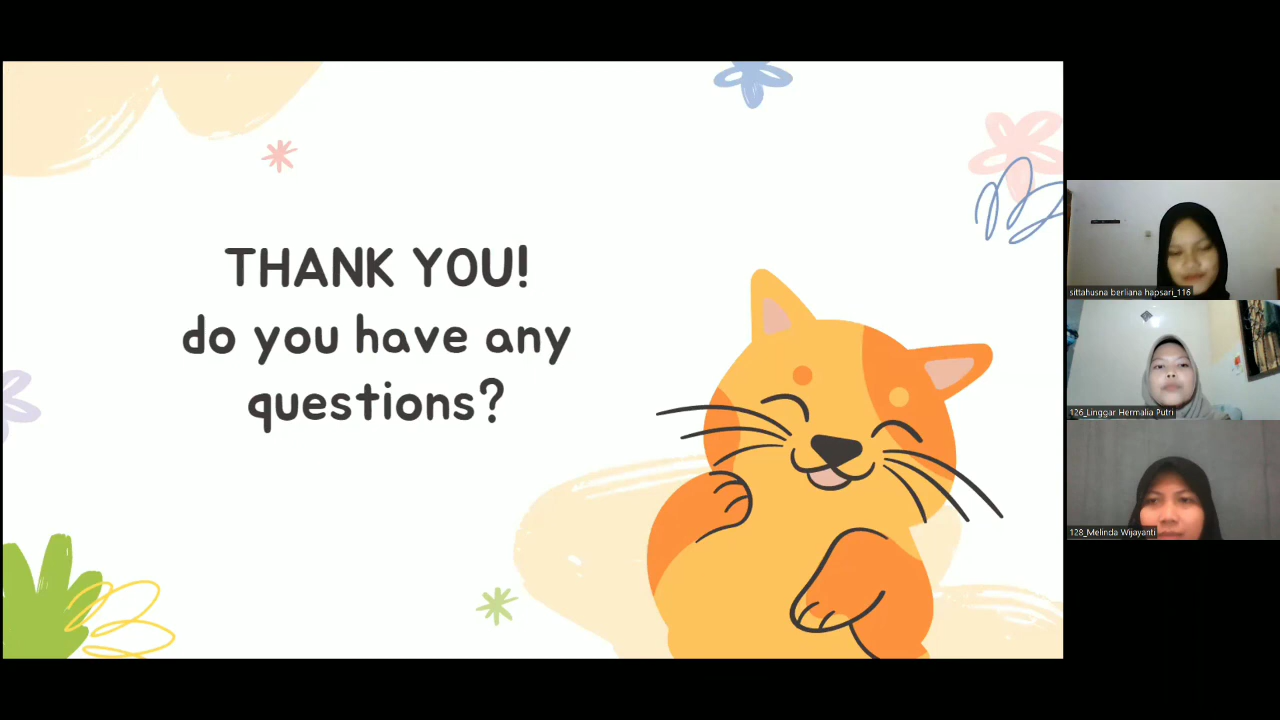 THANK YOU!
do you have any
questions?
sittahusna berliana hapsari_116
126_Linggar Hermalia Putri
128_Melinda Wijayanti